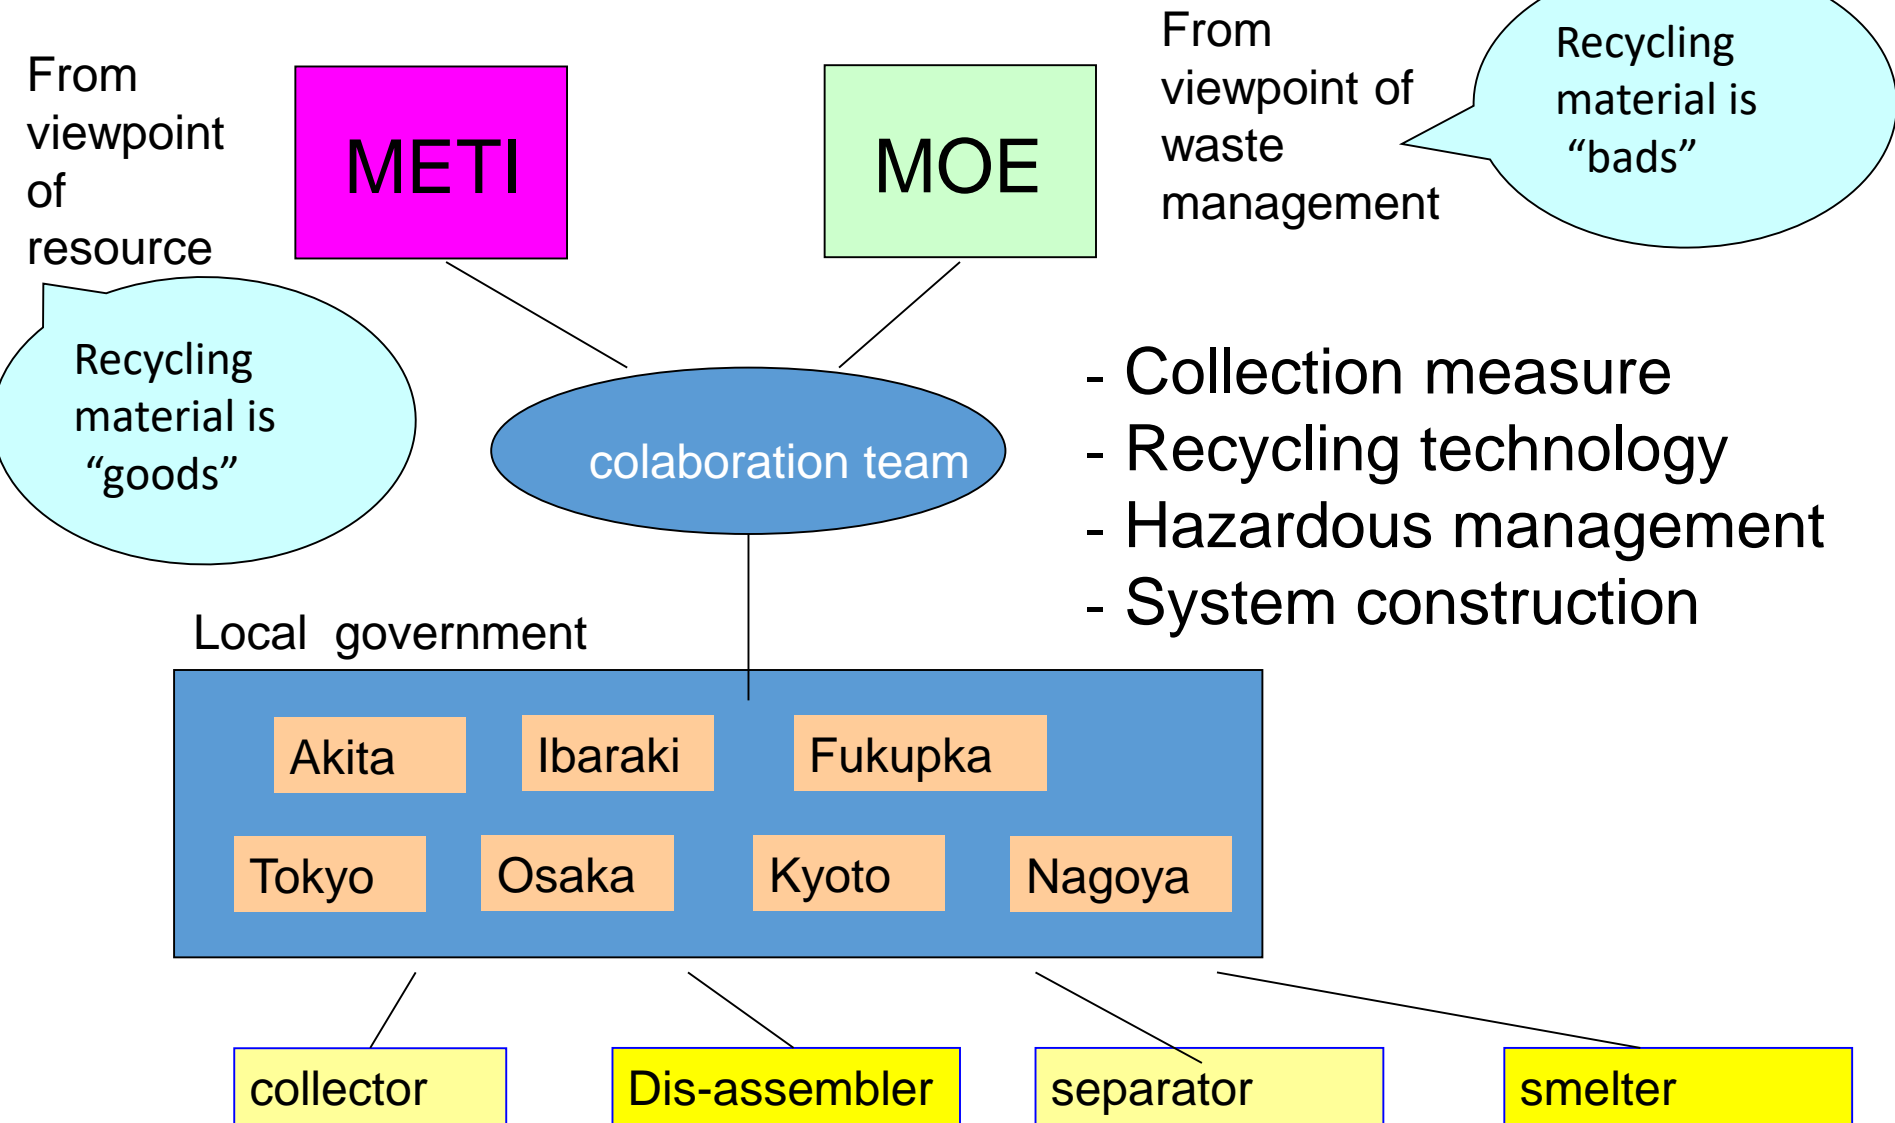 From
viewpoint
of
resource
METI
MOE
From
viewpoint of
waste
management
Recycling
material is
“bads”
Recycling
material is
“goods”
colaboration team
- Collection measure
- Recycling technology
- Hazardous management
- System construction
Local government
Akita
Ibaraki
Fukupka
Tokyo
Osaka
Kyoto
Nagoya
collector
Dis-assembler
separator
smelter